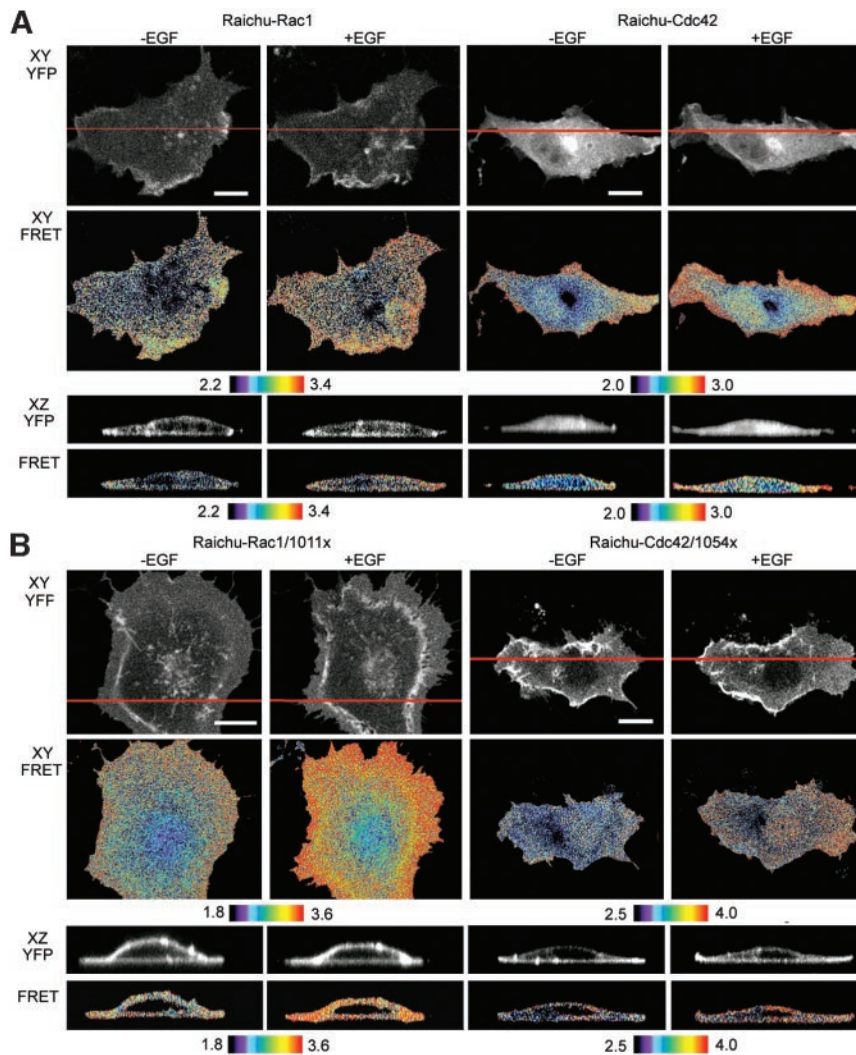 A
Raichu-Rac1 Raichu-Cdc42
-EGF +EGF -EGF +EGF
XY
YFP
XY
FRET
2.2 3.4 2.0 3.0
XZ
YFP
FRET
2.2 3.4 2.0 3.0
B
Raichu-Rac1/1011x Raichu-Cdc42/1054x
-EGF +EGF -EGF +EGF
XY
YFP
XY
FRET
1.8 3.6 2.5 4.0
XZ
YFP
FRET
1.8 3.6 2.5 4.0